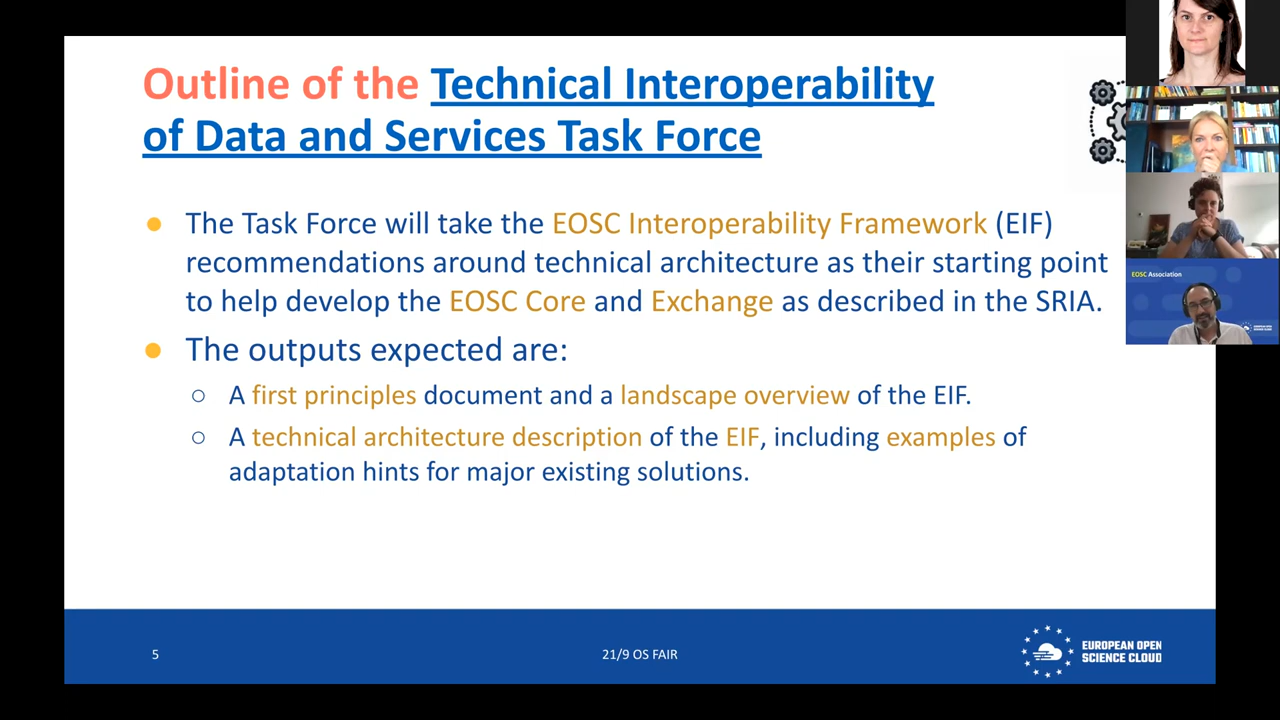 Outline of the Technical Interoperability
of Data and Services Task Force
● The Task Force will take the EOSC Interoperability Framework (EIF)
recommendations around technical architecture as their starting point
to help develop the EOSC Core and Exchange as described in the SRIA.
● The outputs expected are:
○ A first principles document and a landscape overview of the EIF.
○ A technical architecture description of the EIF, including examples of
adaptation hints for major existing solutions.
EOSC Association
5
21/9 OS FAIR
EUROPEAN OPEN
SCIENCE CLOUD